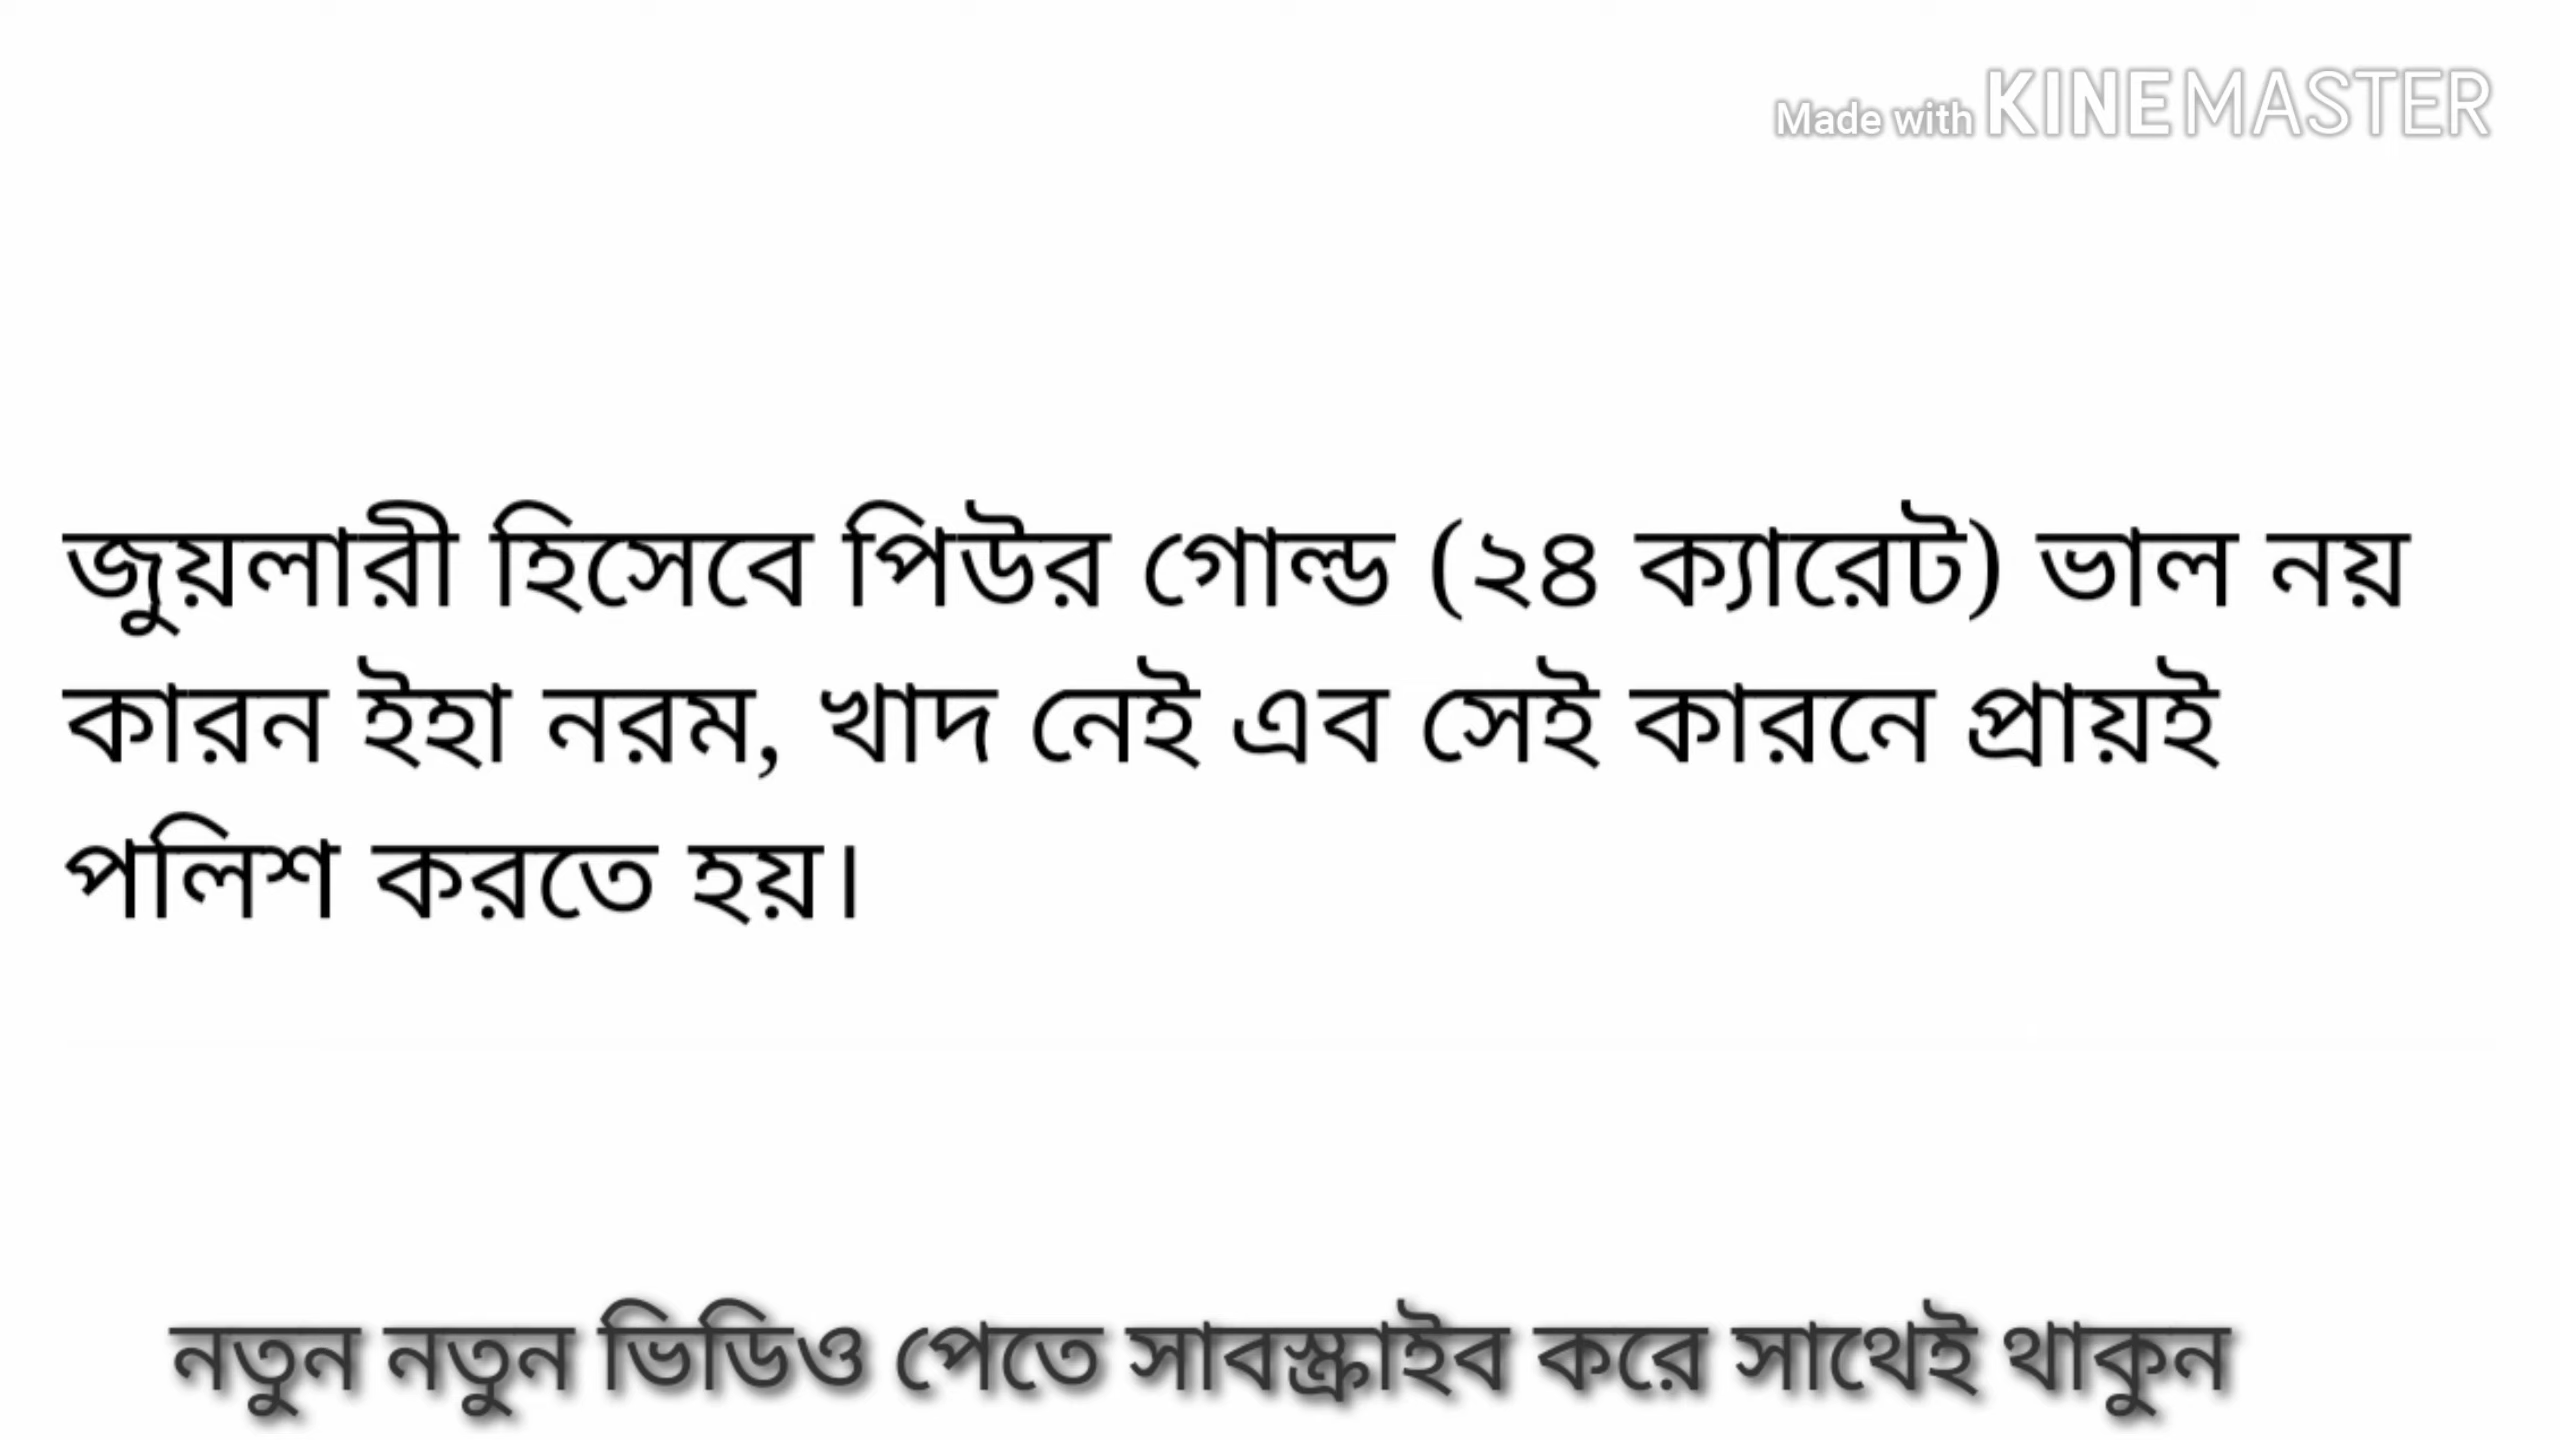 Made with KINEMASTER
জুয়লারী হিসেবে পিউর গোল্ড (২৪ ক্যারেট) ভাল নয়
কারন ইহা নরম, খাদ নেই এব সেই কারনে প্রায়ই
পলিশ করতে হয়।
নতুন নতুন ভিডিও পেতে সাবস্ক্রাইব করে সাথেই থাকুন